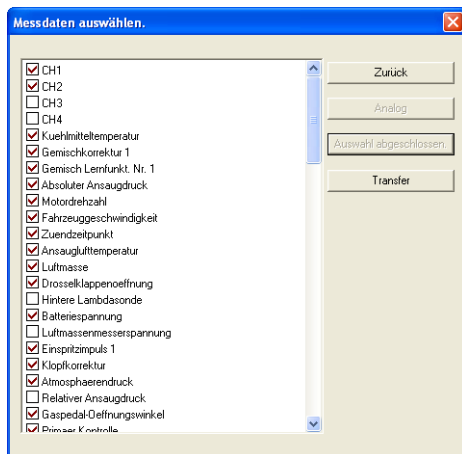 Messdaten auswählen.
CH1
CH2
CH3
CH4
Kuehlmitteltemperatur
Gemischkorrektur 1
Gemisch Lernfunkt. Nr. 1
Absoluter Ansaugdruck
Motordrehzahl
Fahrzeuggeschwindigkeit
Zuendzeitpunkt
Ansauglufttemperatur
Luftmasse
Drosselklappenoeffnung
Hintere Lambdasonde
Batteriespannung
Luftmassenmesserspannung
Einspritzimpuls 1
Klopfkorrektur
Atmosphaerendruck
Relativer Ansaugdruck
Gaspedal-Oeffnungswinkel
Primaer Kontrolle
Zurück
Analog
Auswahl abgeschlossen.
Transfer